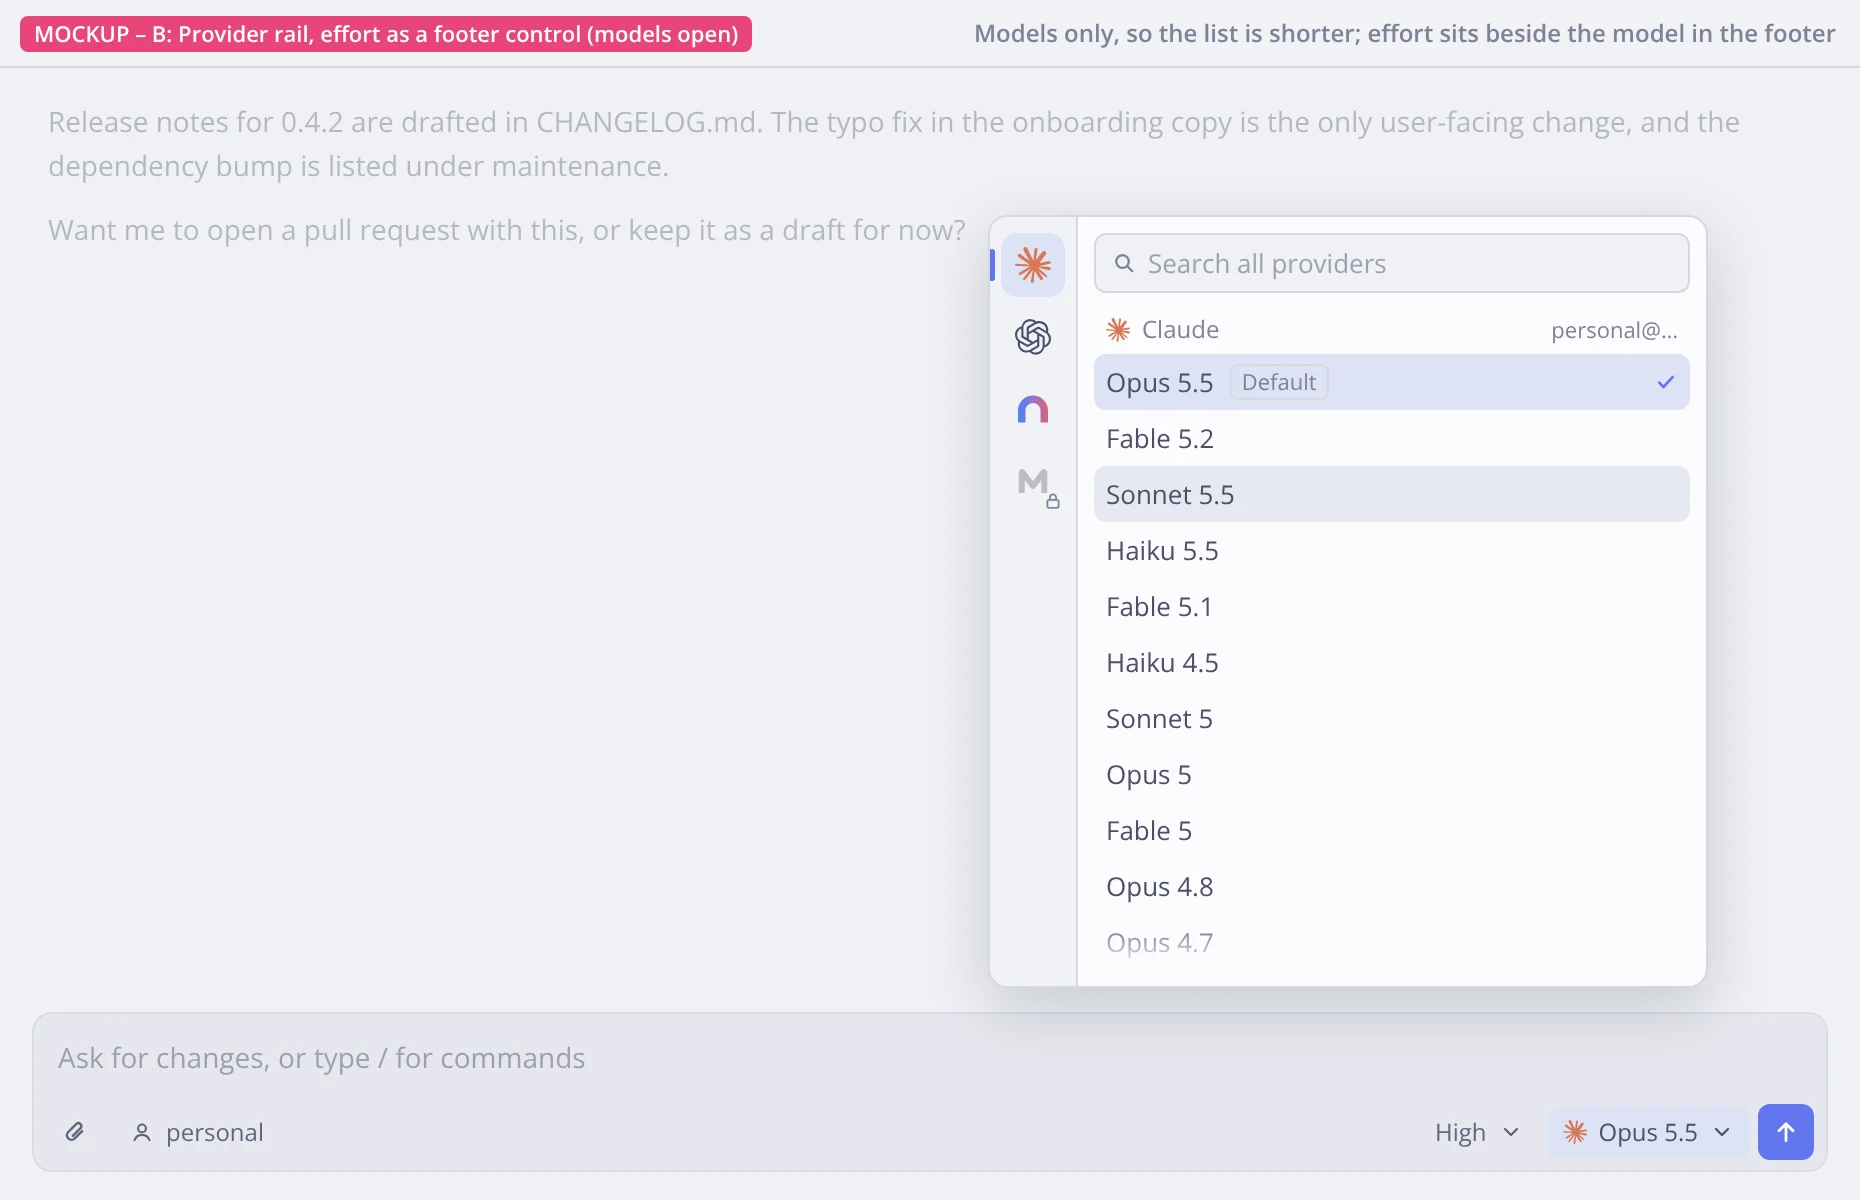 MOCKUP – B: Provider rail, effort as a footer control (models open)
Models only, so the list is shorter; effort sits beside the model in the footer
Release notes for 0.4.2 are drafted in CHANGELOG.md. The typo fix in the onboarding copy is the only user-facing change, and the
dependency bump is listed under maintenance.
Want me to open a pull request with this, or keep it as a draft for now?
Search all providers
Claude
personal@...
Opus 5.5 Default
Fable 5.2
Sonnet 5.5
Haiku 5.5
Fable 5.1
Haiku 4.5
Sonnet 5
Opus 5
Fable 5
Opus 4.8
Opus 4.7
Ask for changes, or type / for commands
personal
High
Opus 5.5